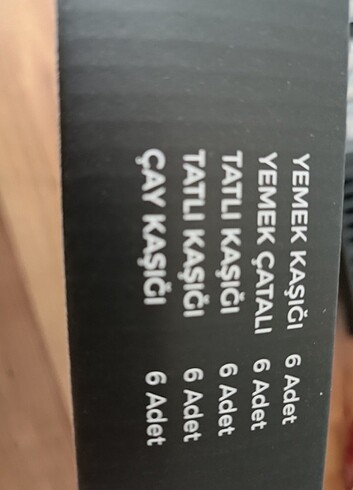 YEMEK KAŞIĞI 6 Adet
YEMEK ÇATALI 6 Adet
TATLI KAŞIĞI 6 Adet
TATLI KAŞIĞI 6 Adet
ÇAY KAŞIĞI 6 Adet